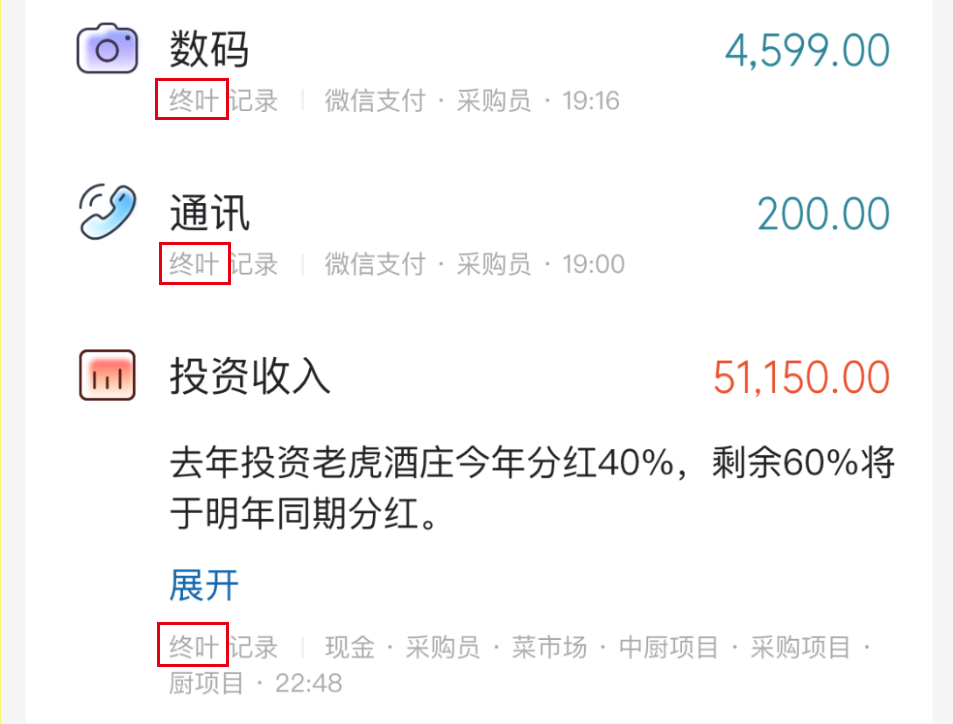 数码 4,599.00
终叶 记录 | 微信支付 · 采购员 · 19:16
通讯 200.00
终叶 记录 | 微信支付 · 采购员 · 19:00
投资收入 51,150.00
去年投资老虎酒庄今年分红40%，剩余60%将
于明年同期分红。
展开
终叶 记录 | 现金 · 采购员 · 菜市场 · 中厨项目 · 采购项目 ·
厨项目 · 22:48